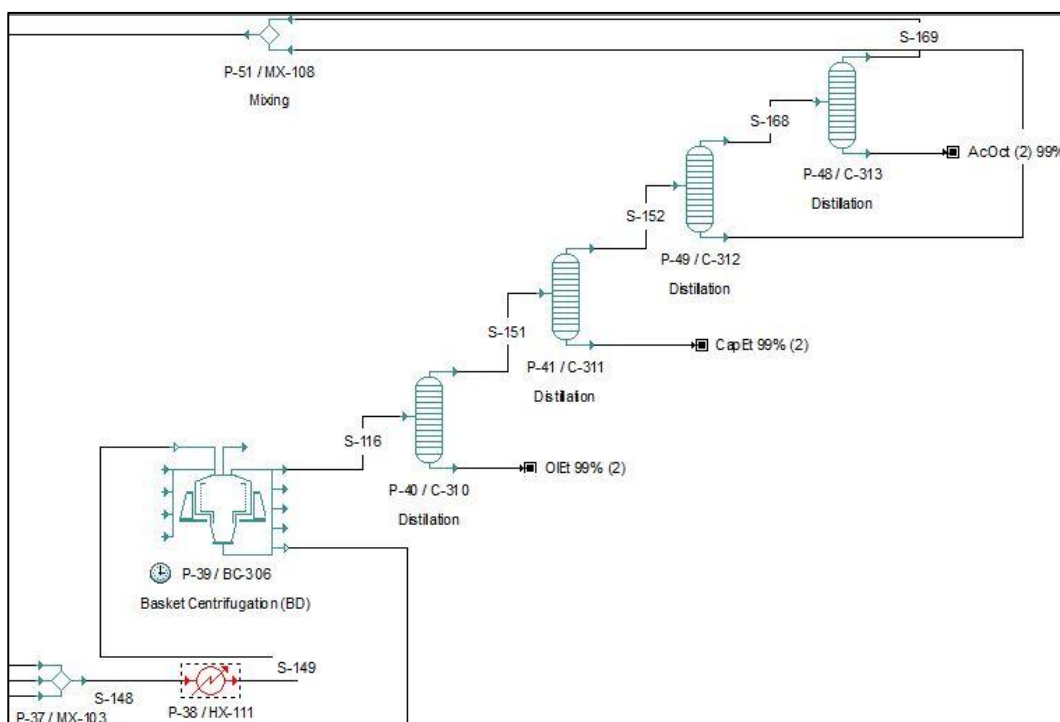 S-169
P-51 / MX-108
Mixing
S-168
AcOct (2) 99%
P-48 / C-313
Distillation
S-152
P-49 / C-312
Distillation
S-151
CapEt 99% (2)
P-41 / C-311
Distillation
S-116
OlEt 99% (2)
P-40 / C-310
Distillation
P-39 / BC-306
Basket Centrifugation (BD)
S-149
S-148
P-37 / MX-103
P-38 / HX-111